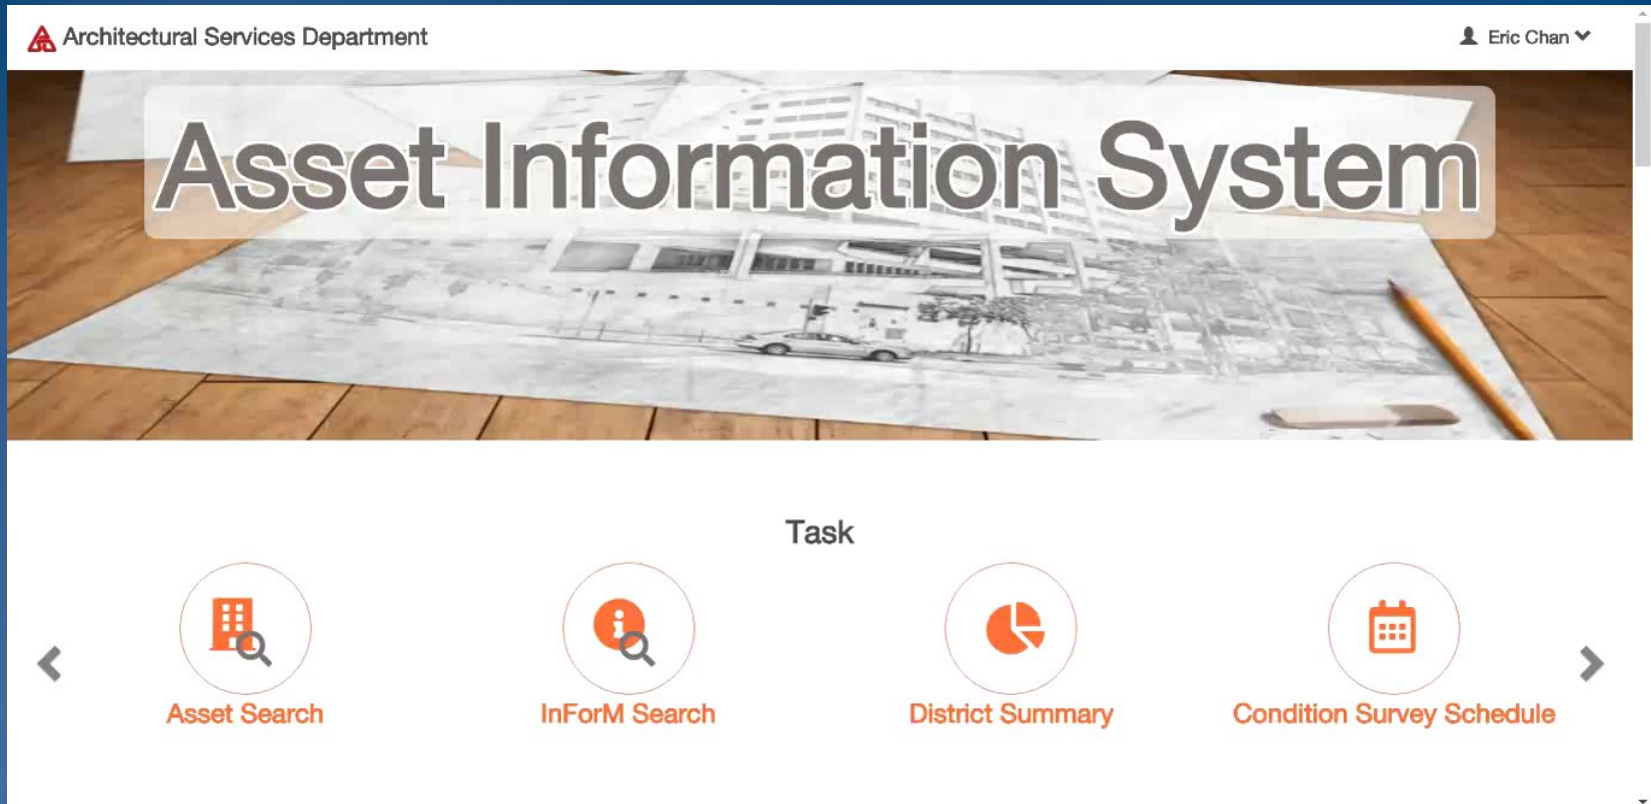 Architectural Services Department
Eric Chan
Asset Information System
Task
Asset Search
InForM Search
District Summary
Condition Survey Schedule